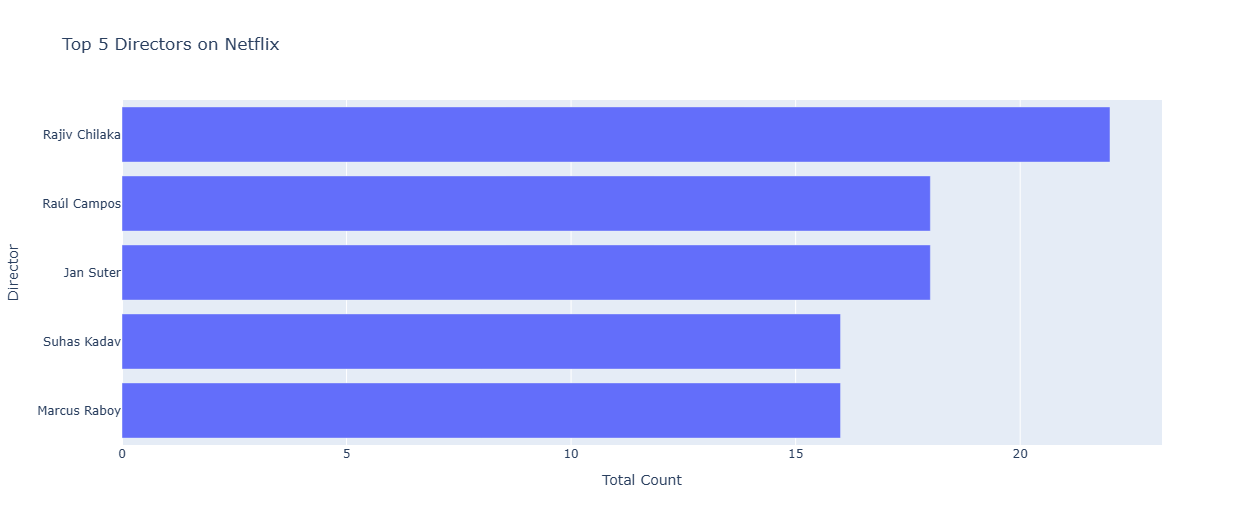 Top 5 Directors on Netflix
Director
Rajiv Chilaka
Raúl Campos
Jan Suter
Suhas Kadav
Marcus Raboy
0 5 10 15 20
Total Count